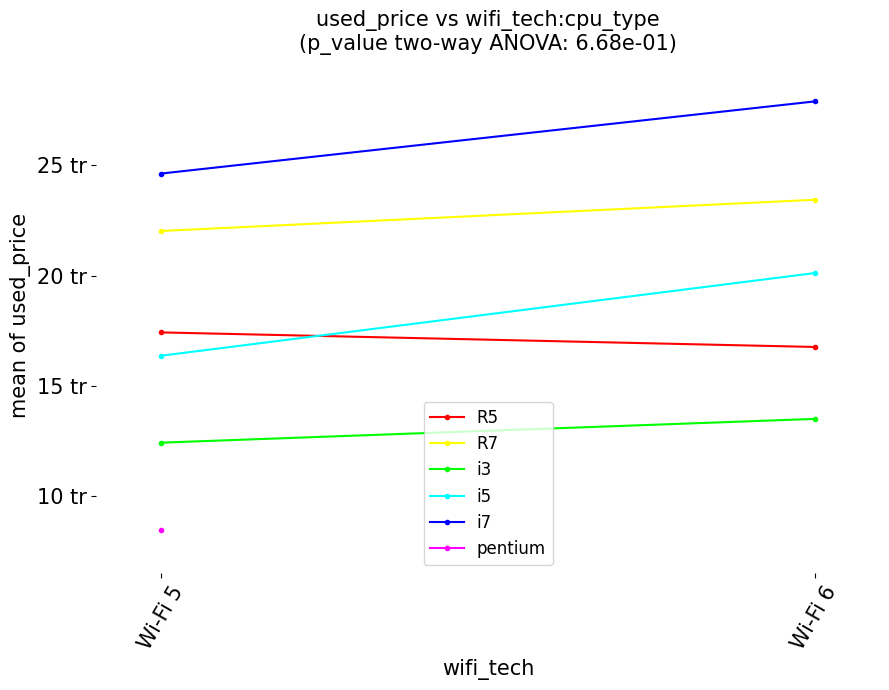 used_price vs wifi_tech:cpu_type
(p_value two-way ANOVA: 6.68e-01)
mean of used_price
25 tr
20 tr
15 tr
10 tr
R5
R7
i3
i5
i7
pentium
Wi-Fi 5
Wi-Fi 6
wifi_tech